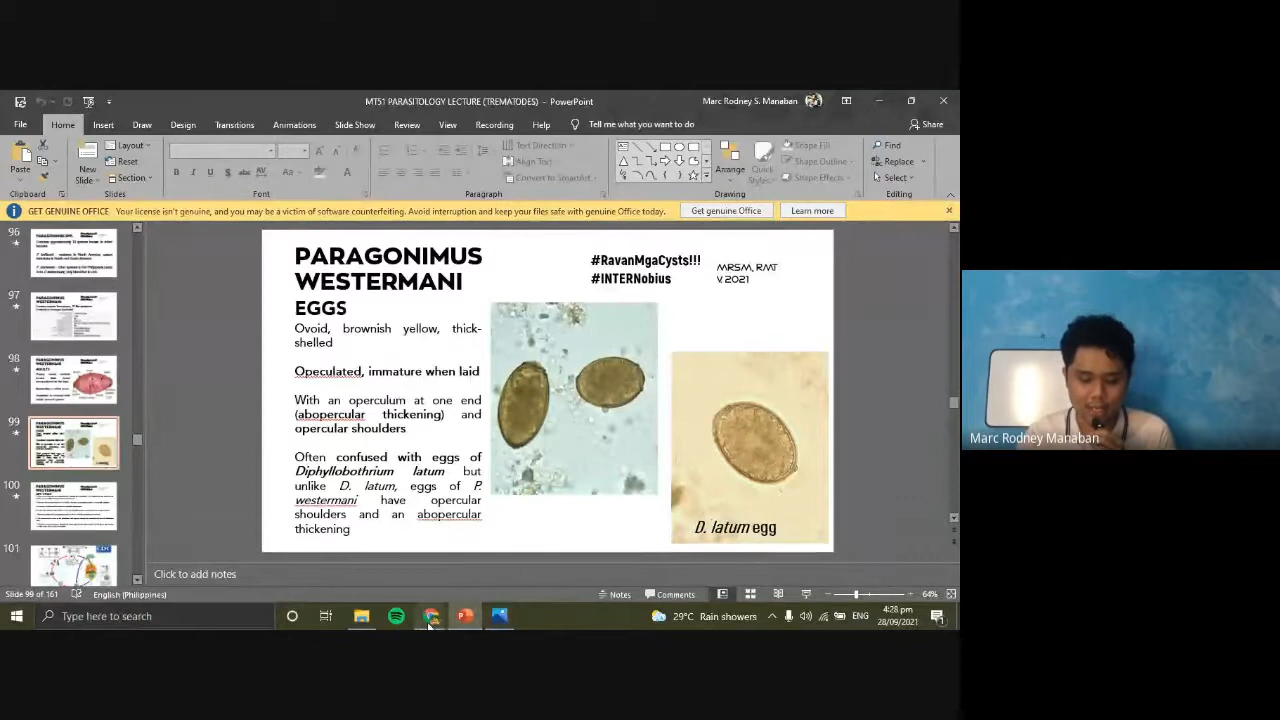 MT51 PARASITOLOGY LECTURE (TREMATODES) – PowerPoint
Marc Rodney S. Manaban
File Home Insert Draw Design Transitions Animations Slide Show Review View Recording Help Tell me what you want to do Share
Paste
Clipboard
New
Slide
Layout
Reset
Section
Slides
Font
Text Direction
Align Text
Convert to SmartArt
Paragraph
Arrange
Quick
Styles
Shape Fill
Shape Outline
Shape Effects
Drawing
Find
Replace
Select
Editing
GET GENUINE OFFICE Your license isn't genuine, and you may be a victim of software counterfeiting. Avoid interruption and keep your files safe with genuine Office today. Get genuine Office Learn more
96
97
98
99
100
101
PARAGONIMUS
WESTERMANI
EGGS
Ovoid, brownish yellow, thick-
shelled
Opeculated, immature when laid
With an operculum at one end
(abopercular thickening) and
opercular shoulders
Often confused with eggs of
Diphyllobothrium latum but
unlike D. latum, eggs of P.
westermani have opercular
shoulders and an abopercular
thickening
#RavanMgaCysts!!!
#INTERNobius
MRSM, RMT
V. 2021
D. latum egg
Click to add notes
Slide 99 of 161 English (Philippines) Notes Comments 64%
Type here to search
29°C Rain showers
ENG
4:28 pm
28/09/2021
Marc Rodney Manaban